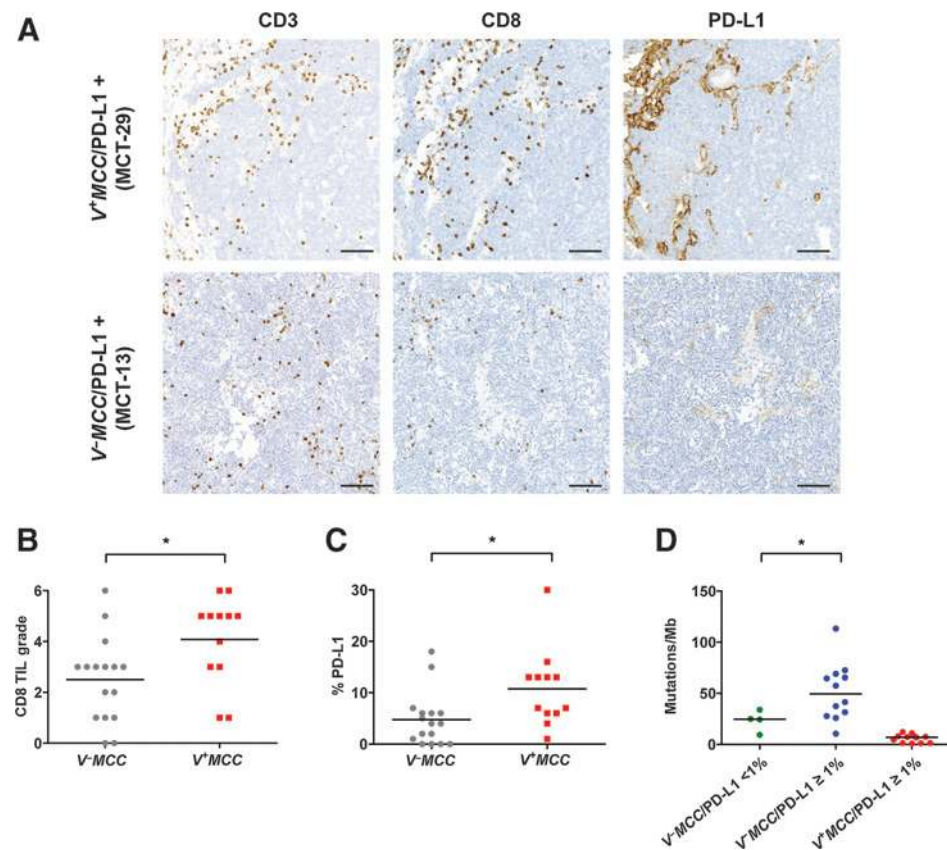 A
CD3 CD8 PD-L1
V⁺MCC/PD-L1 +
(MCT-29)
V⁻MCC/PD-L1 +
(MCT-13)
B
*
CD8 TIL grade
6
4
2
0
V⁻MCC V⁺MCC
C
*
% PD-L1
30
20
10
0
V⁻MCC V⁺MCC
D
*
Mutations/Mb
150
100
50
0
V⁻MCC/PD-L1 <1%
V⁻MCC/PD-L1 ≥ 1%
V⁺MCC/PD-L1 ≥ 1%